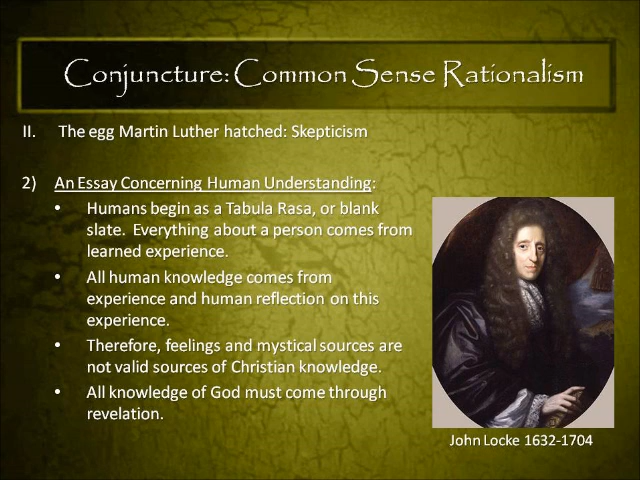 Conjuncture: Common Sense Rationalism
II. The egg Martin Luther hatched: Skepticism
2) An Essay Concerning Human Understanding:
• Humans begin as a Tabula Rasa, or blank
slate. Everything about a person comes from
learned experience.
• All human knowledge comes from
experience and human reflection on this
experience.
• Therefore, feelings and mystical sources are
not valid sources of Christian knowledge.
• All knowledge of God must come through
revelation.
John Locke 1632-1704